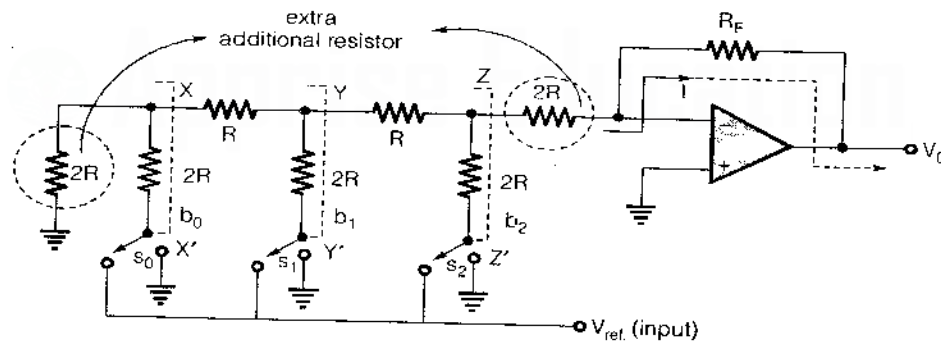 extra
additional resistor
R_F
X
Y
Z
2R
I
R
R
2R
2R
2R
2R
V_0
b_0
b_1
b_2
S_0
X'
S_1
Y'
S_2
Z'
V_ref. (input)